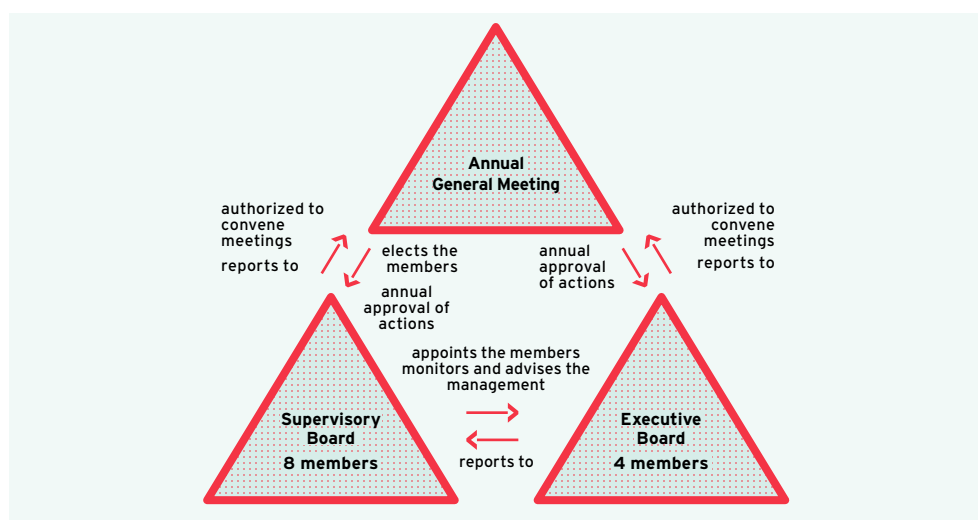 Annual
General Meeting
authorized to
convene
meetings
reports to
authorized to
convene
meetings
reports to
elects the
members
annual
approval of
actions
annual
approval
of actions
appoints the members
monitors and advises the
management
Supervisory
Board
8 members
Executive
Board
4 members
reports to